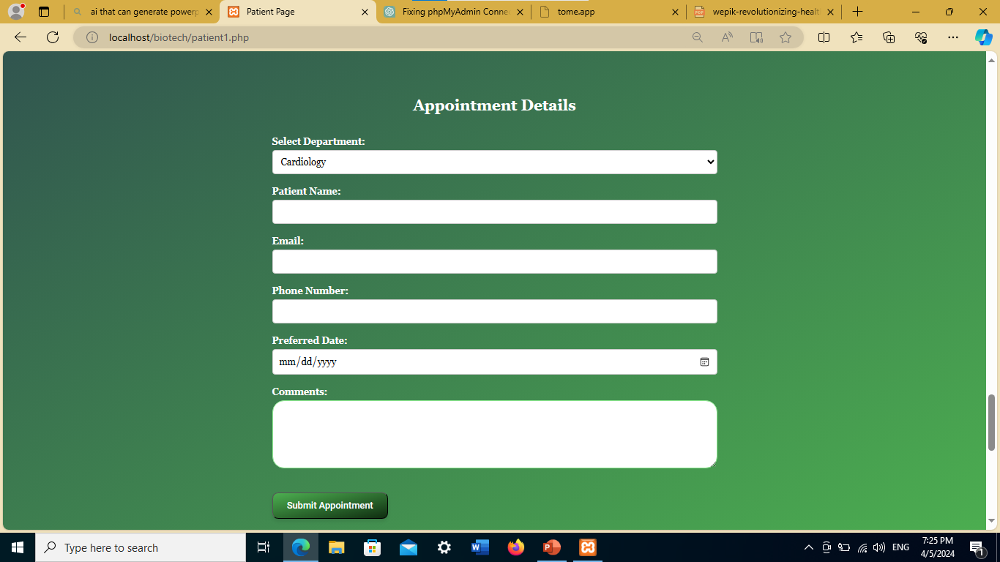 ai that can generate powerp
Patient Page
Fixing phpMyAdmin Connec
tome.app
wepik-revolutionizing-healt
localhost/biotech/patient1.php
Appointment Details
Select Department:
Cardiology
Patient Name:
Email:
Phone Number:
Preferred Date:
mm/dd/yyyy
Comments:
Submit Appointment
Type here to search
ENG
7:25 PM
4/5/2024
1